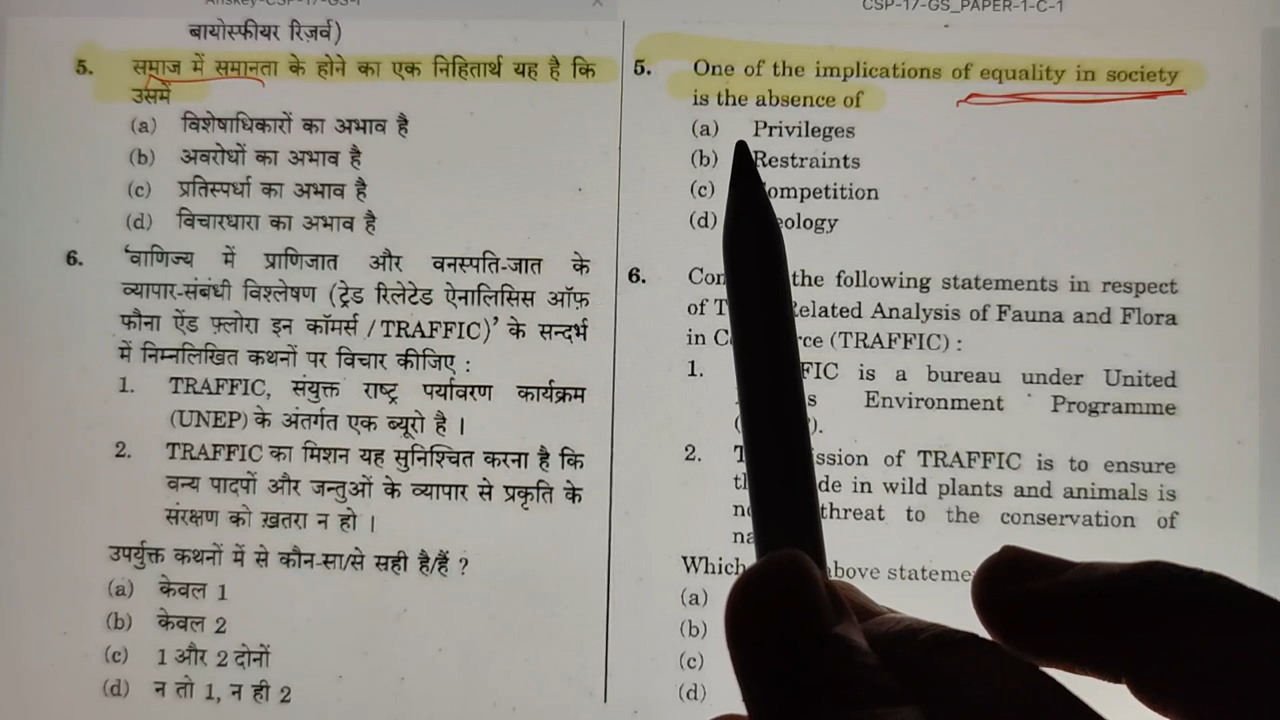 CSP-17-GS_PAPER-1-C-1
बायोस्फीयर रिज़र्व)
5. समाज में समानता के होने का एक निहितार्थ यह है कि
उसमें
(a) विशेषाधिकारों का अभाव है
(b) अवरोधों का अभाव है
(c) प्रतिस्पर्धा का अभाव है
(d) विचारधारा का अभाव है
6. ‘वाणिज्य में प्राणिजात और वनस्पति-जात के
व्यापार-संबंधी विश्लेषण (ट्रेड रिलेटेड ऐनालिसिस ऑफ़
फौना ऐंड फ़्लोरा इन कॉमर्स / TRAFFIC)’ के सन्दर्भ
में निम्नलिखित कथनों पर विचार कीजिए :
1. TRAFFIC, संयुक्त राष्ट्र पर्यावरण कार्यक्रम
(UNEP) के अंतर्गत एक ब्यूरो है ।
2. TRAFFIC का मिशन यह सुनिश्चित करना है कि
वन्य पादपों और जन्तुओं के व्यापार से प्रकृति के
संरक्षण को ख़तरा न हो ।
उपर्युक्त कथनों में से कौन-सा/से सही है/हैं ?
(a) केवल 1
(b) केवल 2
(c) 1 और 2 दोनों
(d) न तो 1, न ही 2
5. One of the implications of equality in society
is the absence of
(a) Privileges
(b) Restraints
(c)
(d)
6. the following statements in respect
of Analysis of Fauna and Flora
in (TRAFFIC) :
1. is a bureau under United
Environment Programme
2. of TRAFFIC is to ensure
in wild plants and animals is
threat to the conservation of
Which above
(a)
(b)
(c)
(d)